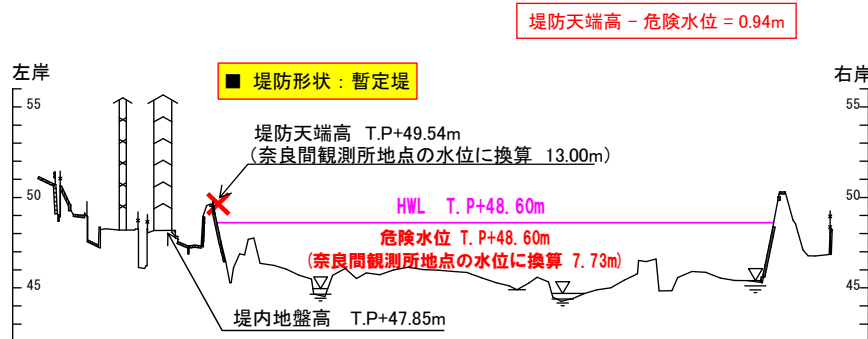 堤防天端高 - 危険水位 = 0.94m
左岸
右岸
■ 堤防形状：暫定堤
55
55
堤防天端高 T.P+49.54m
（奈良間観測所地点の水位に換算 13.00m）
50
50
HWL T.P+48.60m
危険水位 T.P+48.60m
（奈良間観測所地点の水位に換算 7.73m）
45
45
堤内地盤高 T.P+47.85m